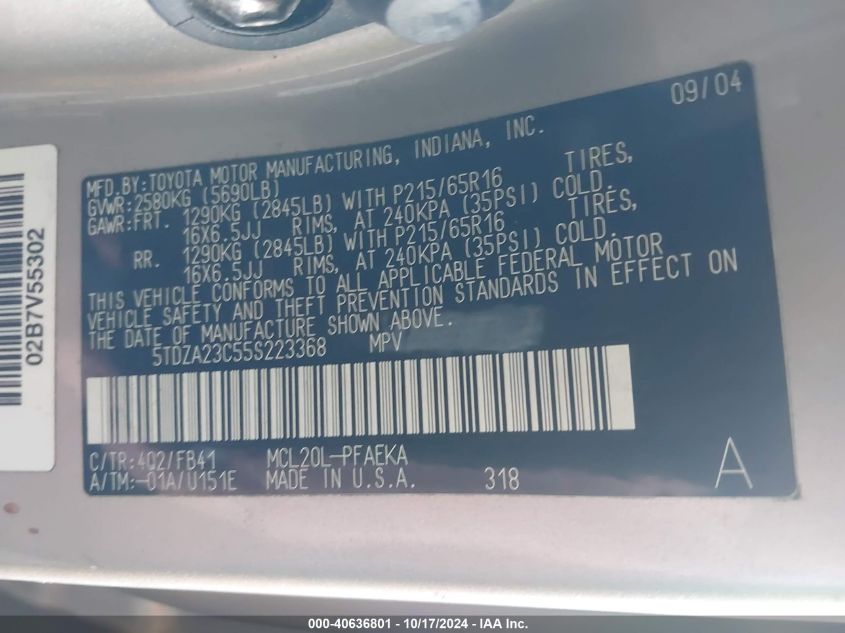 09/04
MFD.BY:TOYOTA MOTOR MANUFACTURING, INDIANA, INC.
GVWR:2580KG (5690LB)
GAWR:FRT. 1290KG (2845LB) WITH P215/65R16 TIRES,
16X6.5JJ RIMS, AT 240KPA (35PSI) COLD.
RR. 1290KG (2845LB) WITH P215/65R16 TIRES,
16X6.5JJ RIMS, AT 240KPA (35PSI) COLD.
THIS VEHICLE CONFORMS TO ALL APPLICABLE FEDERAL MOTOR
VEHICLE SAFETY AND THEFT PREVENTION STANDARDS IN EFFECT ON
THE DATE OF MANUFACTURE SHOWN ABOVE.
5TDZA23C55S223368 MPV
C/TR:4Q2/FB41 MCL20L-PFAEKA
A/TM:-01A/U151E MADE IN U.S.A. 318 A
02B7V55302
000-40636801 - 10/17/2024 - IAA Inc.